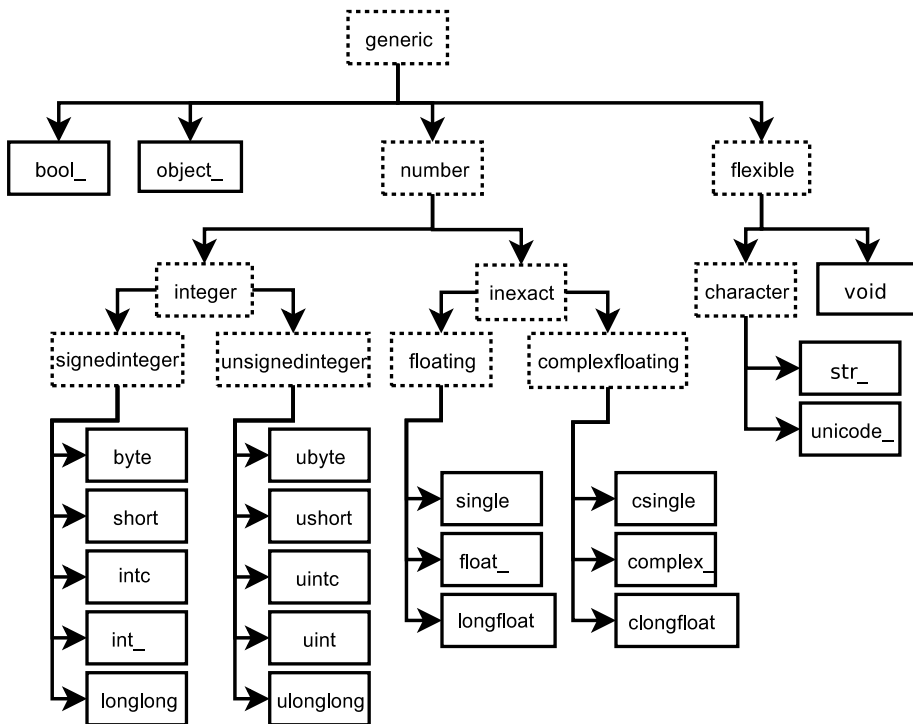 generic
bool_
object_
number
flexible
integer
inexact
character
void
signedinteger
unsignedinteger
floating
complexfloating
str_
unicode_
byte
ubyte
short
ushort
single
csingle
intc
uintc
float_
complex_
int_
uint
longfloat
clongfloat
longlong
ulonglong